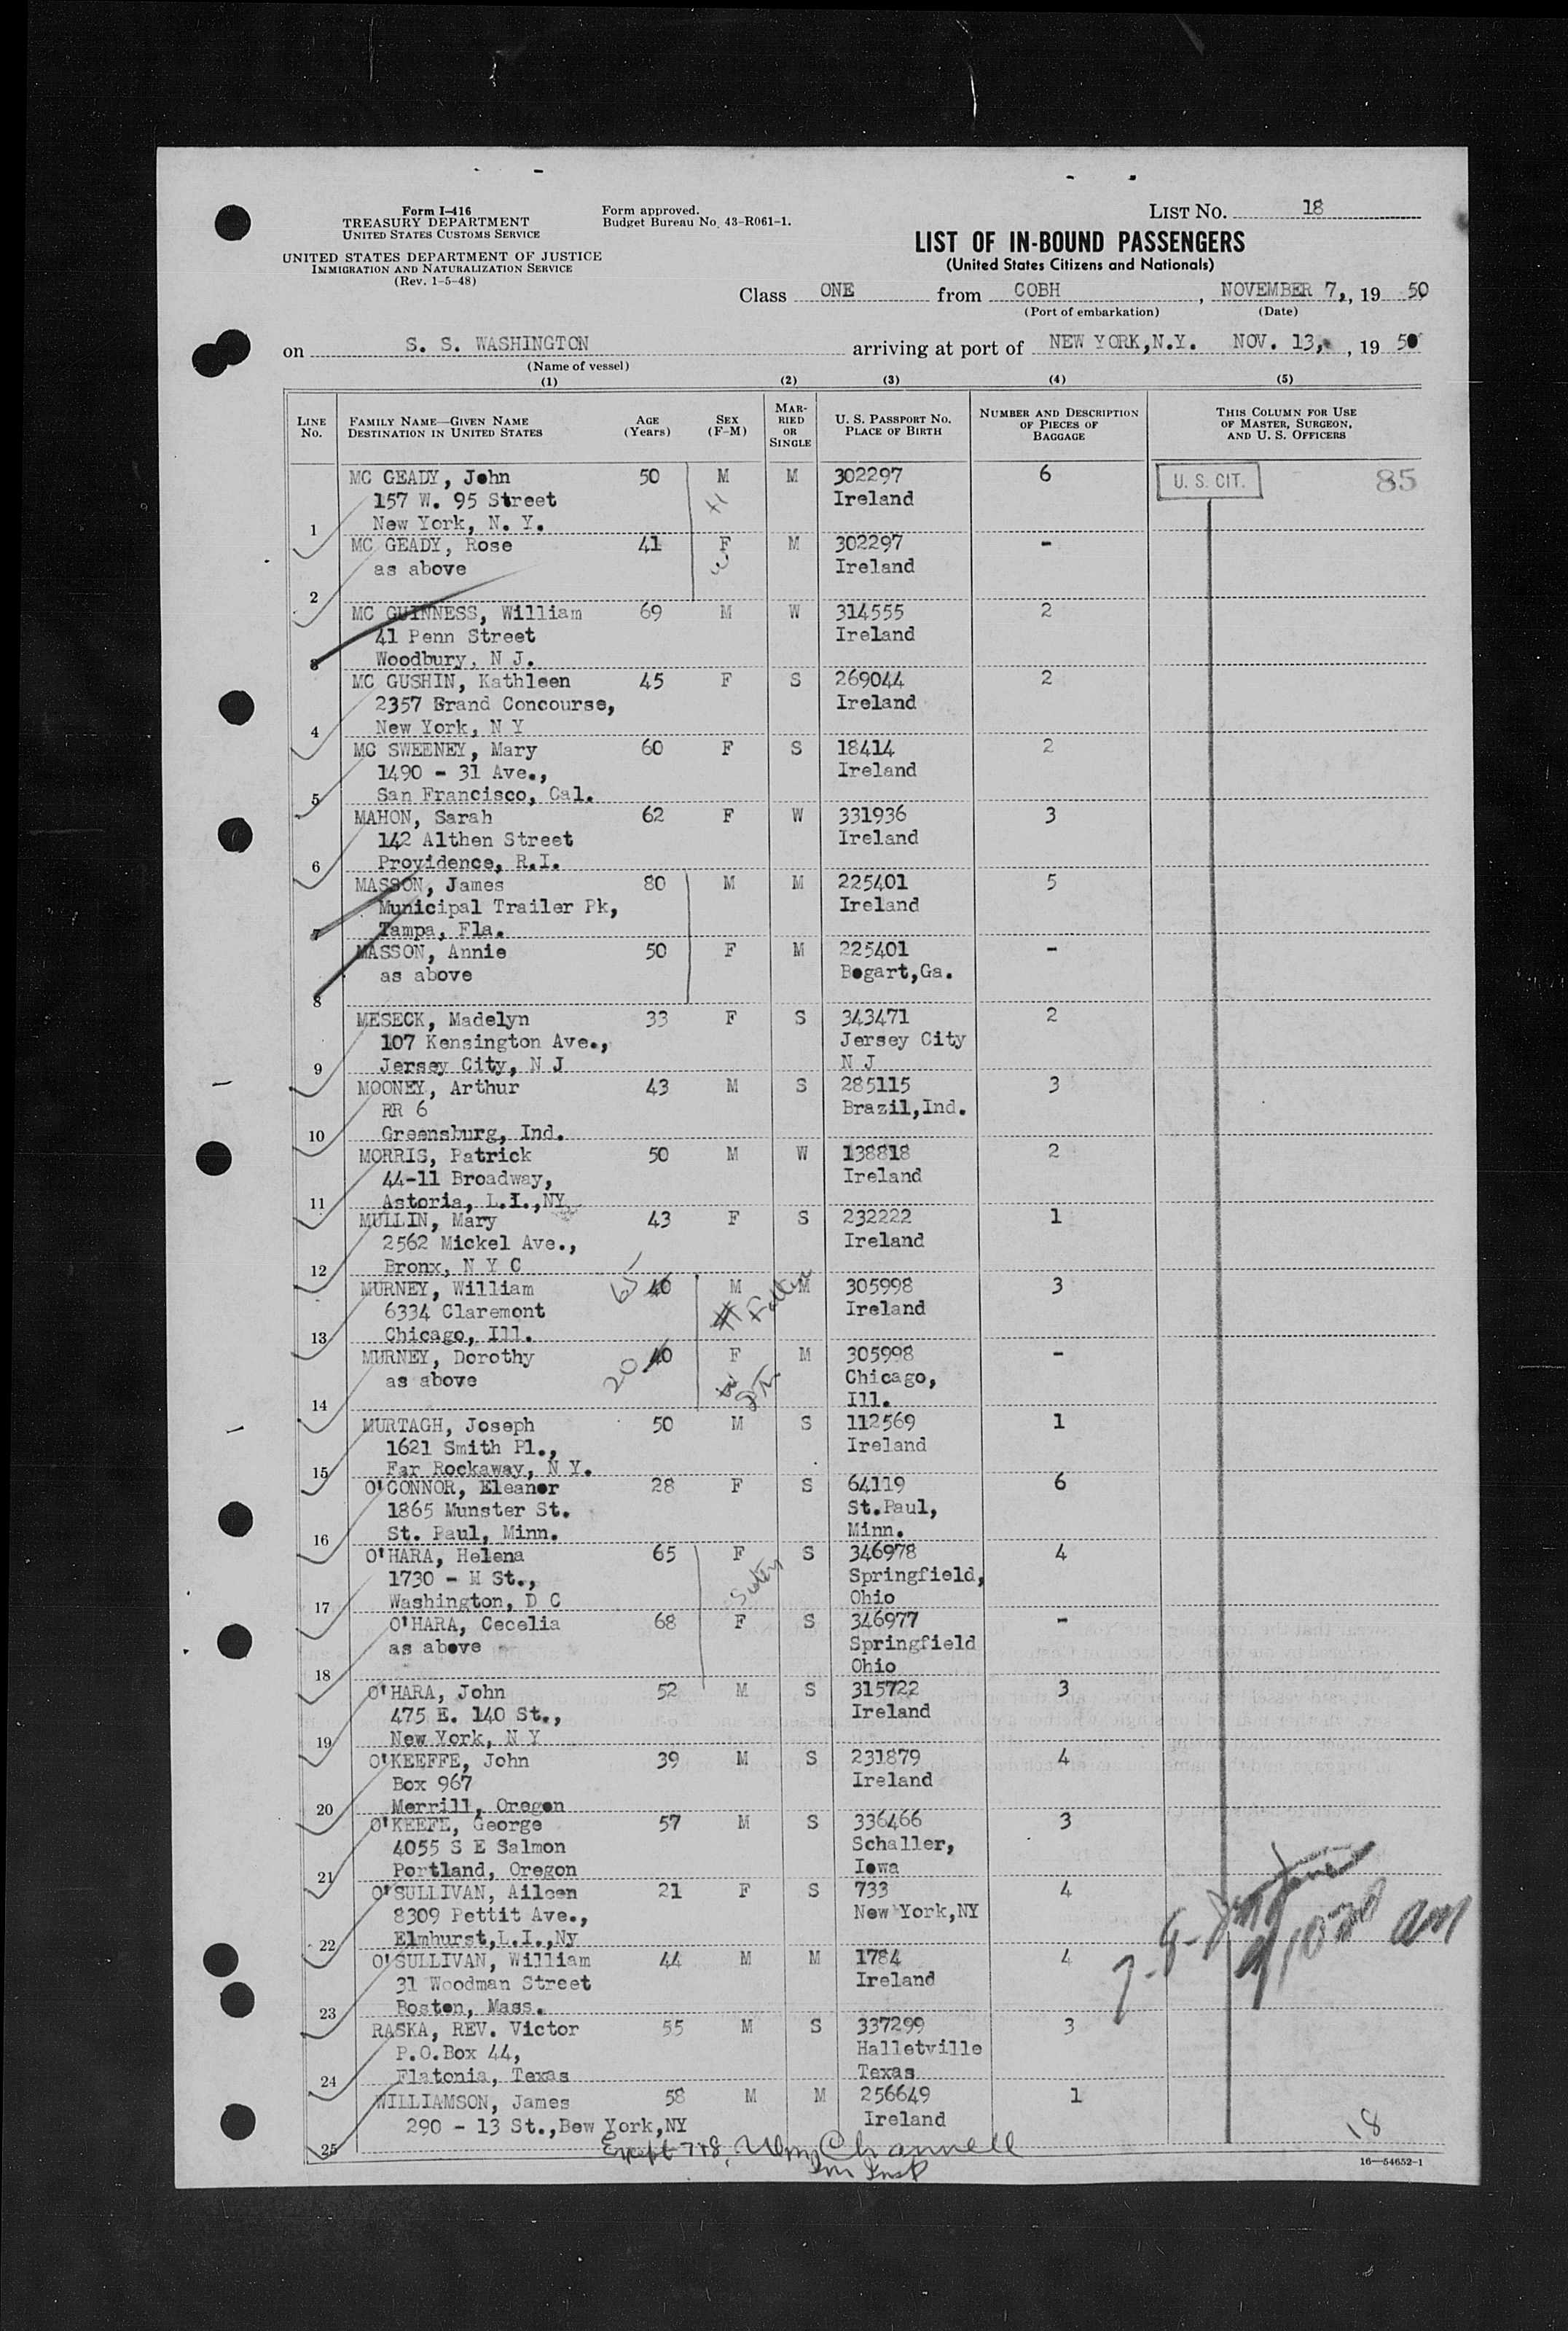 Form I-416
TREASURY DEPARTMENT
UNITED STATES CUSTOMS SERVICE
UNITED STATES DEPARTMENT OF JUSTICE
IMMIGRATION AND NATURALIZATION SERVICE
(Rev. 1-5-48)
Form approved.
Budget Bureau No. 43-R061-1.
LIST NO. 18
LIST OF IN-BOUND PASSENGERS
(United States Citizens and Nationals)
Class ONE from COBH, NOVEMBER 7,, 19 50
(Port of embarkation) (Date)
on S. S. WASHINGTON arriving at port of NEW YORK,N.Y. NOV. 13, , 19 50
(Name of vessel)
(1) (2) (3) (4) (5)
LINE No. FAMILY NAME—GIVEN NAME DESTINATION IN UNITED STATES AGE (Years) SEX (F-M) MARRIED OR SINGLE U. S. PASSPORT NO. PLACE OF BIRTH NUMBER AND DESCRIPTION OF PIECES OF BAGGAGE THIS COLUMN FOR USE OF MASTER, SURGEON, AND U. S. OFFICERS
MC GEADY, John 50 M M 302297 6 U. S. CIT. 85
157 W. 95 Street H Ireland
1 New York, N. Y.
MC GEADY, Rose 41 F M 302297 -
as above W Ireland
2
MC GUINNESS, William 69 M W 314555 2
41 Penn Street Ireland
3 Woodbury, N J.
MC GUSHIN, Kathleen 45 F S 269044 2
2357 Grand Concourse, Ireland
4 New York, N Y
MC SWEENEY, Mary 60 F S 18414 2
1490 - 31 Ave., Ireland
5 San Francisco, Cal.
MAHON, Sarah 62 F W 331936 3
142 Althen Street Ireland
6 Providence, R.I.
MASSON, James 80 M M 225401 5
Municipal Trailer Pk, Ireland
7 Tampa, Fla.
MASSON, Annie 50 F M 225401 -
as above Bogart,Ga.
8
MESECK, Madelyn 33 F S 343471 2
107 Kensington Ave., Jersey City
9 Jersey City, N J N J
MOONEY, Arthur 43 M S 285115 3
RR 6 Brazil,Ind.
10 Greensburg, Ind.
MORRIS, Patrick 50 M W 138818 2
44-11 Broadway, Ireland
11 Astoria, L.I.,NY
MULLIN, Mary 43 F S 232222 1
2562 Mickel Ave., Ireland
12 Bronx, N Y C
MURNEY, William 65 40 M M 305998 3
6334 Claremont H Father Ireland
13 Chicago, Ill.
MURNEY, Dorothy 20 40 F M 305998 -
as above Chicago,
14 Ill.
MURTAGH, Joseph 50 M S 112569 1
1621 Smith Pl., Ireland
15 Far Rockaway, N Y.
O'CONNOR, Eleanor 28 F S 64119 6
1865 Munster St. St.Paul,
16 St. Paul, Minn. Minn.
O'HARA, Helena 65 F S 346978 4
1730 - M St., Sisters Springfield,
17 Washington, D C Ohio
O'HARA, Cecelia 68 F S 346977 -
as above Springfield
18 Ohio
O'HARA, John 52 M S 315722 3
475 E. 140 St., Ireland
19 New York, N Y
O'KEEFFE, John 39 M S 231879 4
Box 967 Ireland
20 Merrill, Oregon
O'KEEFE, George 57 M S 336466 3
4055 S E Salmon Schaller,
21 Portland, Oregon Iowa
O'SULLIVAN, Aileen 21 F S 733 4
8309 Pettit Ave., New York,NY
22 Elmhurst,L.I.,Ny
O'SULLIVAN, William 44 M M 1784 4
31 Woodman Street Ireland
23 Boston, Mass.
RASKA, REV. Victor 55 M S 337299 3
P.O.Box 44, Halletville
24 Flatonia, Texas Texas
WILLIAMSON, James 58 M M 256649 1
290 - 13 St.,Bew York,NY Ireland
25
Except 7+8, Wm Channell
Im Insp
18
16—54652-1